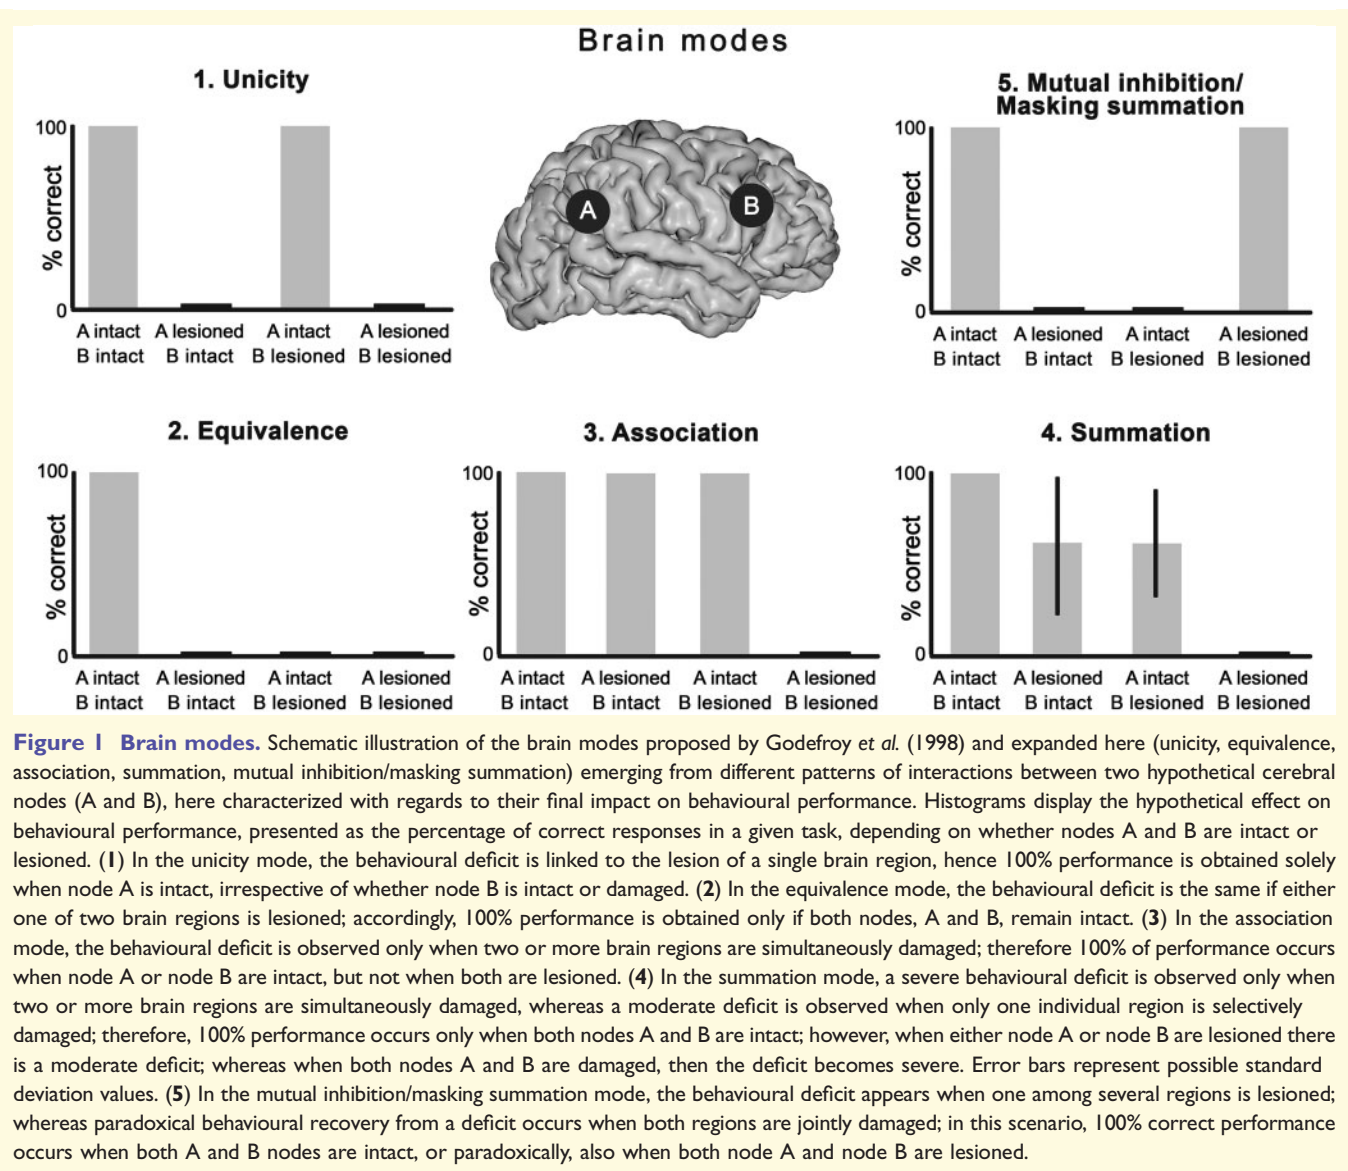 Brain modes
1. Unicity
100
% correct
0
A intact A lesioned A intact A lesioned
B intact B intact B lesioned B lesioned
A
B
5. Mutual inhibition/
Masking summation
100
% correct
0
A intact A lesioned A intact A lesioned
B intact B intact B lesioned B lesioned
2. Equivalence
100
% correct
0
A intact A lesioned A intact A lesioned
B intact B intact B lesioned B lesioned
3. Association
100
% correct
0
A intact A lesioned A intact A lesioned
B intact B intact B lesioned B lesioned
4. Summation
100
% correct
0
A intact A lesioned A intact A lesioned
B intact B intact B lesioned B lesioned
Figure 1 Brain modes. Schematic illustration of the brain modes proposed by Godefroy et al. (1998) and expanded here (unicity, equivalence,
association, summation, mutual inhibition/masking summation) emerging from different patterns of interactions between two hypothetical cerebral
nodes (A and B), here characterized with regards to their final impact on behavioural performance. Histograms display the hypothetical effect on
behavioural performance, presented as the percentage of correct responses in a given task, depending on whether nodes A and B are intact or
lesioned. (1) In the unicity mode, the behavioural deficit is linked to the lesion of a single brain region, hence 100% performance is obtained solely
when node A is intact, irrespective of whether node B is intact or damaged. (2) In the equivalence mode, the behavioural deficit is the same if either
one of two brain regions is lesioned; accordingly, 100% performance is obtained only if both nodes, A and B, remain intact. (3) In the association
mode, the behavioural deficit is observed only when two or more brain regions are simultaneously damaged; therefore 100% of performance occurs
when node A or node B are intact, but not when both are lesioned. (4) In the summation mode, a severe behavioural deficit is observed only when
two or more brain regions are simultaneously damaged, whereas a moderate deficit is observed when only one individual region is selectively
damaged; therefore, 100% performance occurs only when both nodes A and B are intact; however, when either node A or node B are lesioned there
is a moderate deficit; whereas when both nodes A and B are damaged, then the deficit becomes severe. Error bars represent possible standard
deviation values. (5) In the mutual inhibition/masking summation mode, the behavioural deficit appears when one among several regions is lesioned;
whereas paradoxical behavioural recovery from a deficit occurs when both regions are jointly damaged; in this scenario, 100% correct performance
occurs when both A and B nodes are intact, or paradoxically, also when both node A and node B are lesioned.